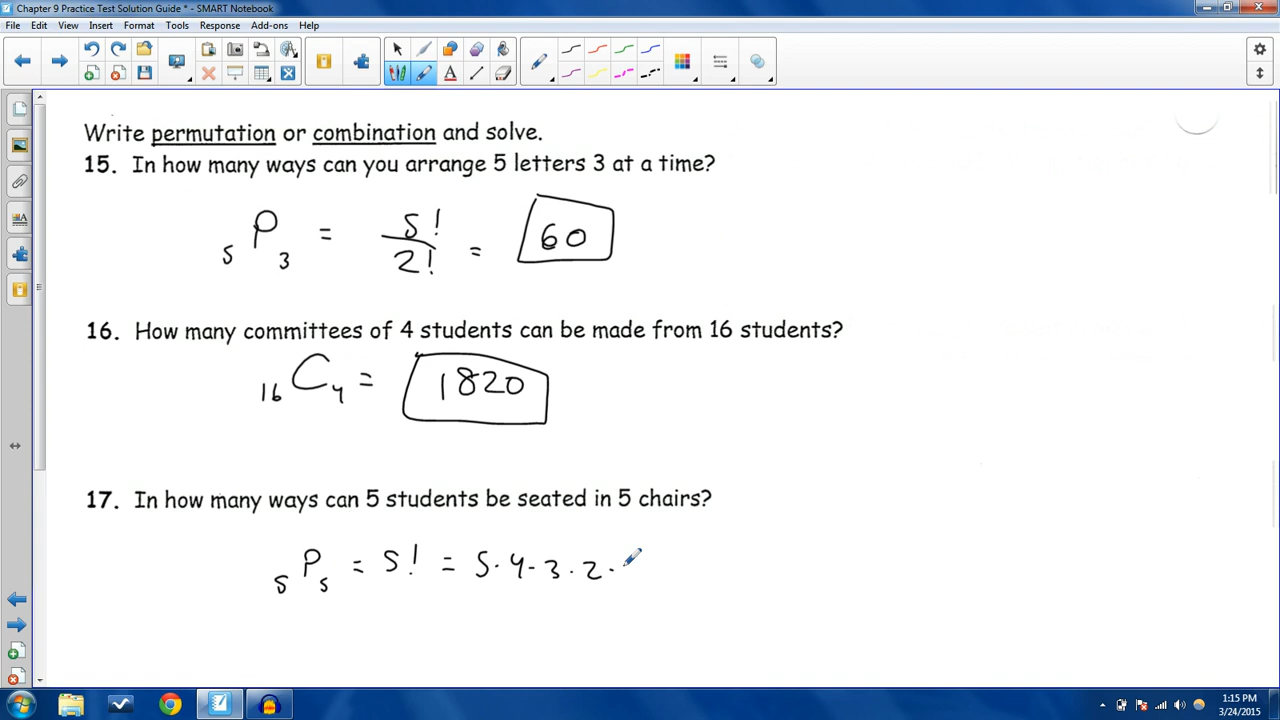 Chapter 9 Practice Test Solution Guide * - SMART Notebook
File Edit View Insert Format Tools Response Add-ons Help
Write permutation or combination and solve.
15. In how many ways can you arrange 5 letters 3 at a time?
₅P₃ = 5!/2! = 60
16. How many committees of 4 students can be made from 16 students?
₁₆C₄ = 1820
17. In how many ways can 5 students be seated in 5 chairs?
₅P₅ = 5! = 5·4·3·2·
1:15 PM
3/24/2015